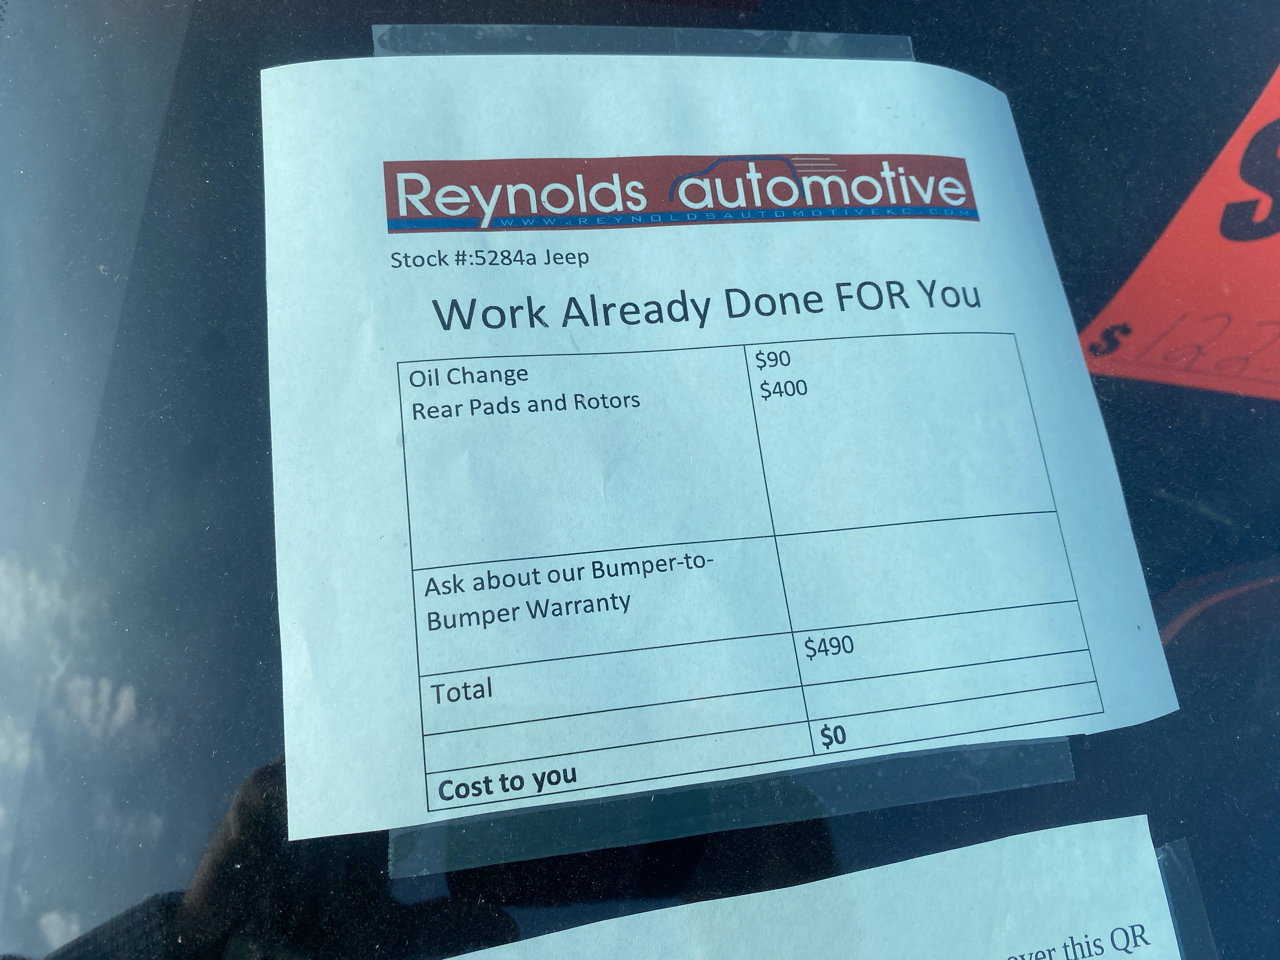 Reynolds automotive
WWW.REYNOLDSAUTOMOTIVEKC.COM
Stock #:5284a Jeep
Work Already Done FOR You
Oil Change $90
Rear Pads and Rotors $400
Ask about our Bumper-to-
Bumper Warranty
Total $490
Cost to you $0
$
over this QR